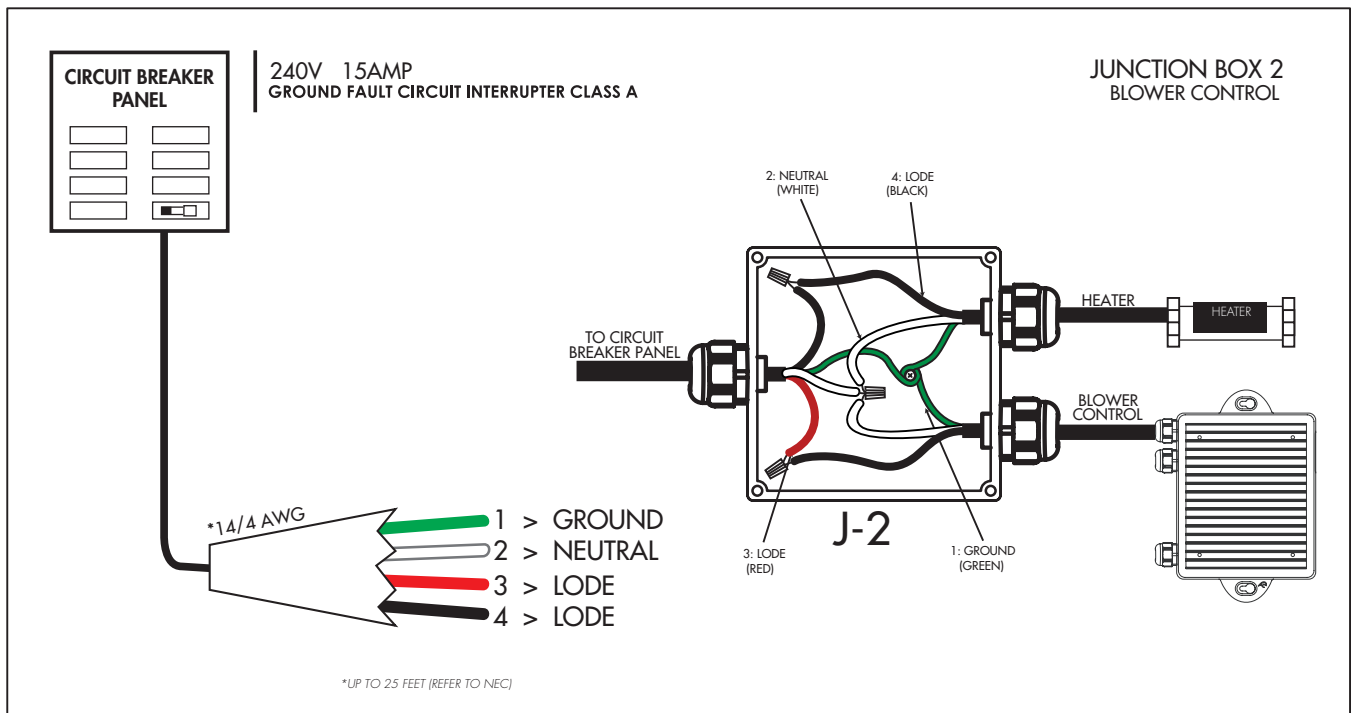 CIRCUIT BREAKER
PANEL
240V 15AMP
GROUND FAULT CIRCUIT INTERRUPTER CLASS A
JUNCTION BOX 2
BLOWER CONTROL
2: NEUTRAL
(WHITE)
4: LODE
(BLACK)
TO CIRCUIT
BREAKER PANEL
HEATER
HEATER
BLOWER
CONTROL
J-2
3: LODE
(RED)
1: GROUND
(GREEN)
*14/4 AWG
1 > GROUND
2 > NEUTRAL
3 > LODE
4 > LODE
*UP TO 25 FEET (REFER TO NEC)